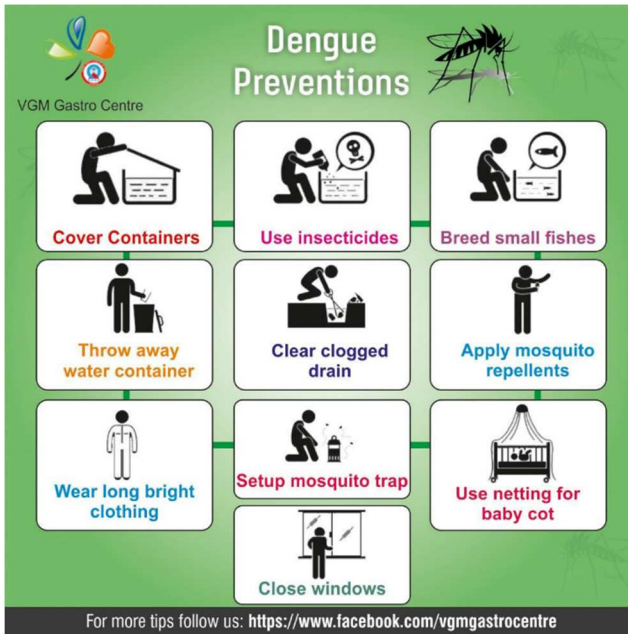 Dengue
Preventions
VGM Gastro Centre
Cover Containers
Use insecticides
Breed small fishes
Throw away
water container
Clear clogged
drain
Apply mosquito
repellents
Wear long bright
clothing
Setup mosquito trap
Use netting for
baby cot
Close windows
For more tips follow us: https://www.facebook.com/vgmgastrocentre